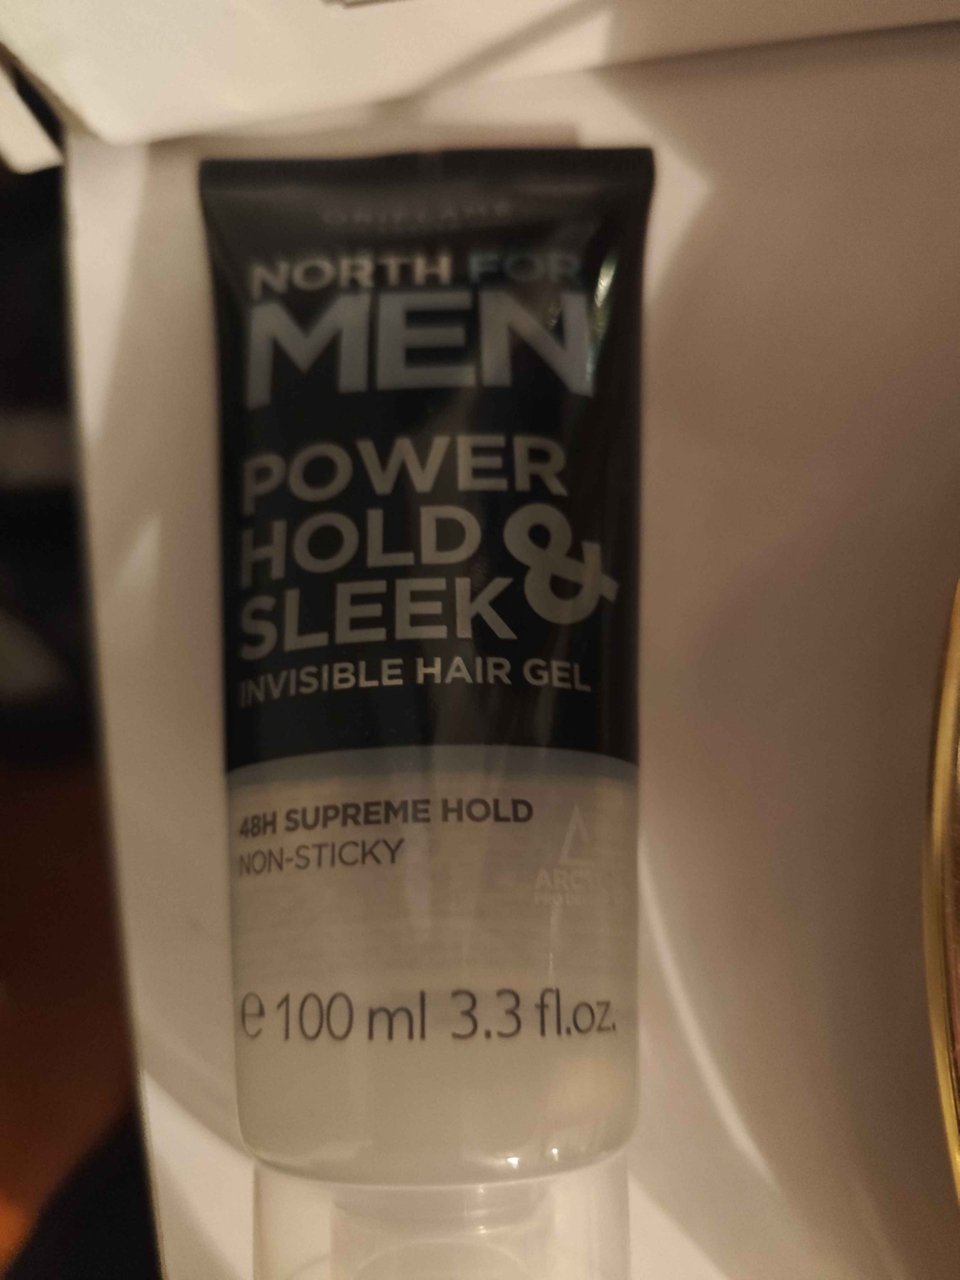 ORIFLAME
NORTH FOR
MEN
POWER
HOLD &
SLEEK
INVISIBLE HAIR GEL
48H SUPREME HOLD
NON-STICKY
e 100 ml 3.3 fl.oz.